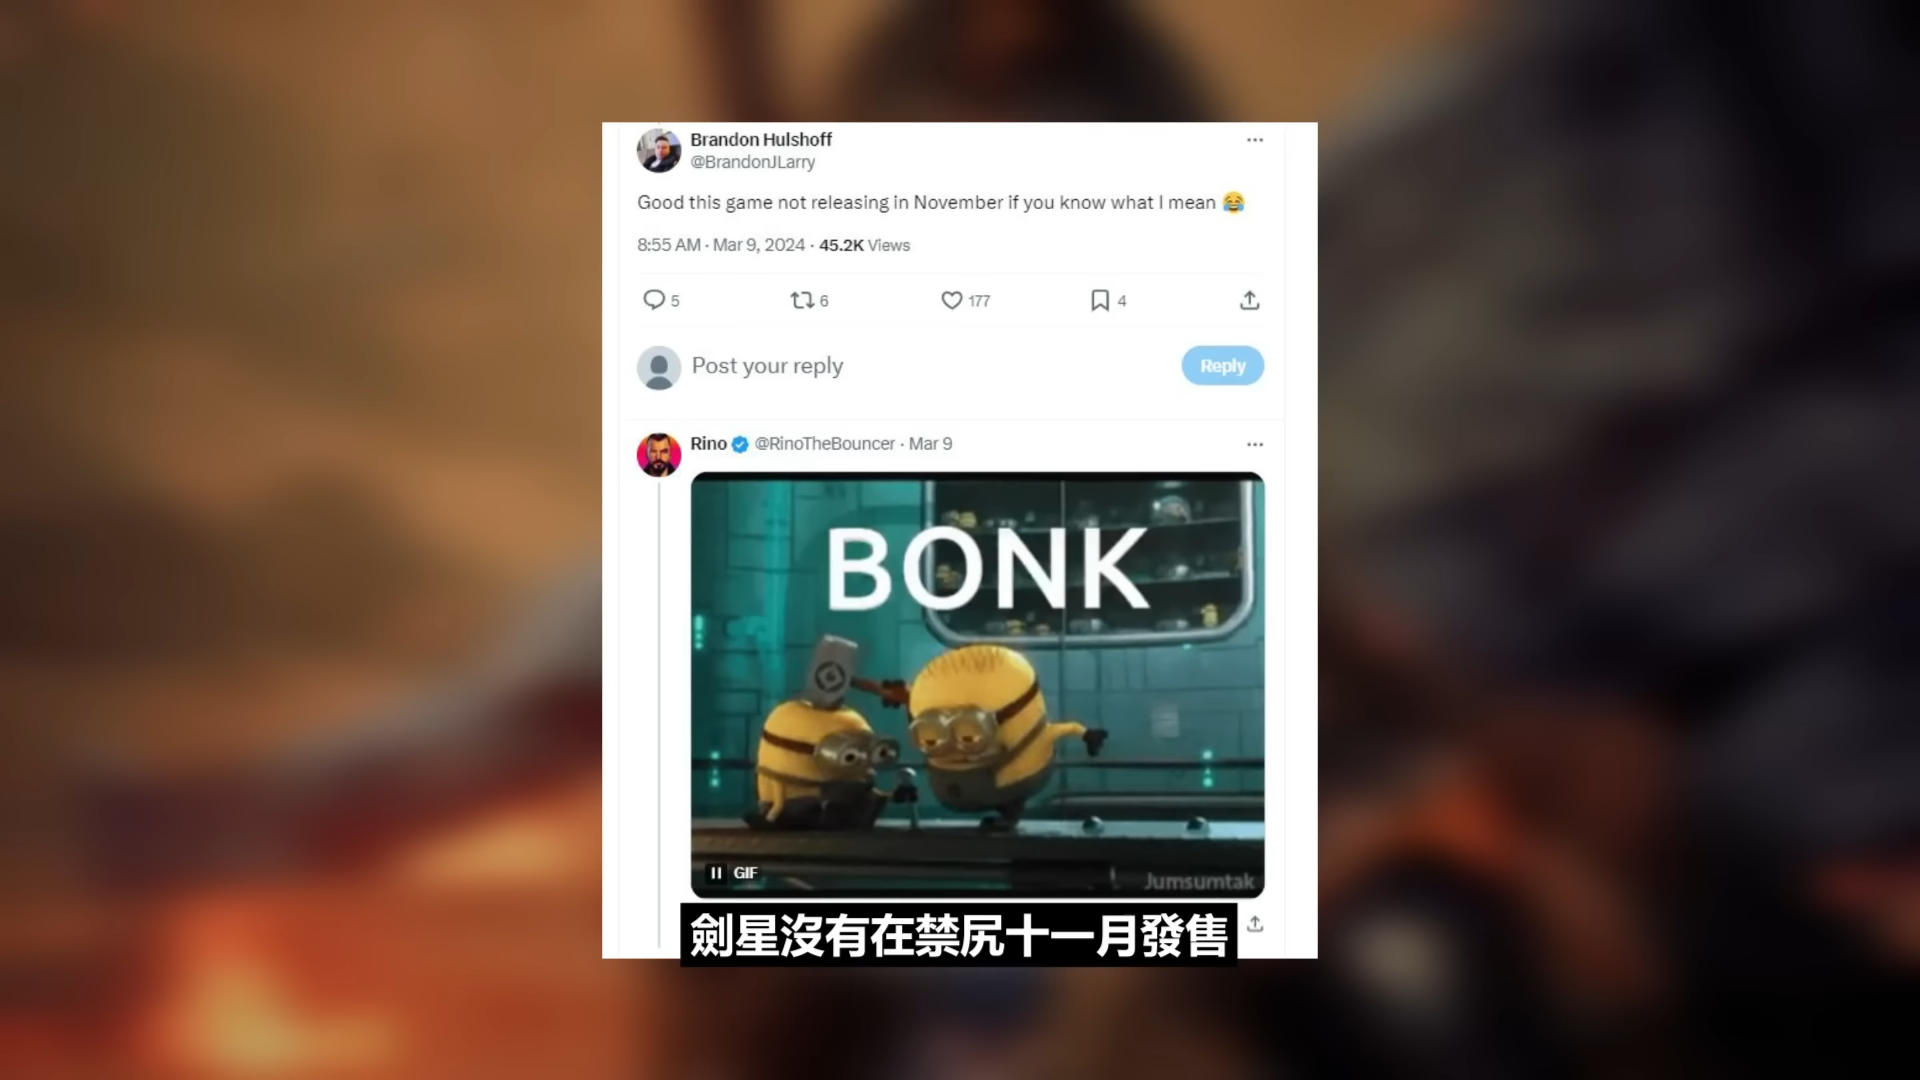 Brandon Hulshoff
@BrandonJLarry
Good this game not releasing in November if you know what I mean 😂
8:55 AM · Mar 9, 2024 · 45.2K Views
5 6 177 4
Post your reply
Reply
Rino @RinoTheBouncer · Mar 9
BONK
GIF
Jumsumtak
劍星沒有在禁尻十一月發售